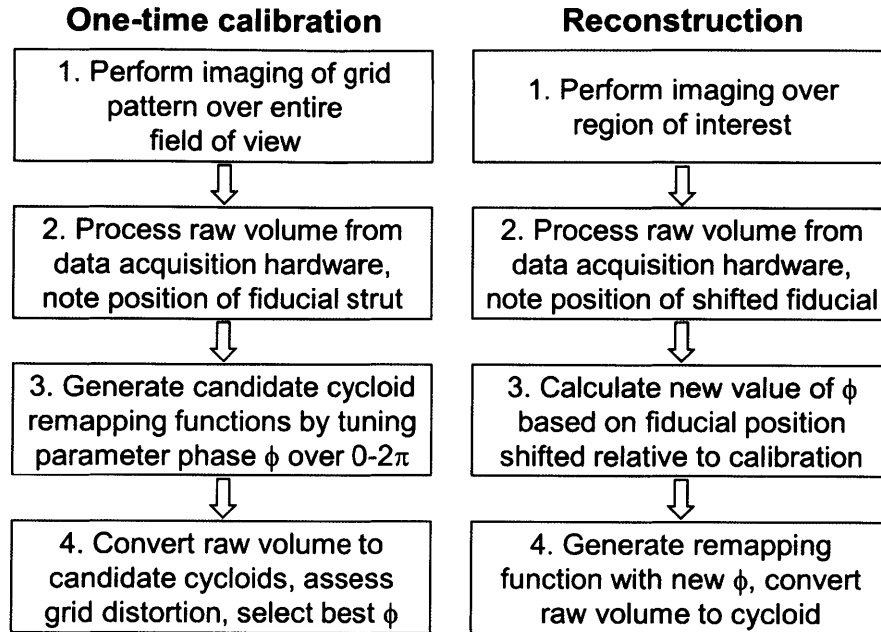 One-time calibration
1. Perform imaging of grid
pattern over entire
field of view
2. Process raw volume from
data acquisition hardware,
note position of fiducial strut
3. Generate candidate cycloid
remapping functions by tuning
parameter phase ϕ over 0-2π
4. Convert raw volume to
candidate cycloids, assess
grid distortion, select best ϕ
Reconstruction
1. Perform imaging over
region of interest
2. Process raw volume from
data acquisition hardware,
note position of shifted fiducial
3. Calculate new value of ϕ
based on fiducial position
shifted relative to calibration
4. Generate remapping
function with new ϕ, convert
raw volume to cycloid